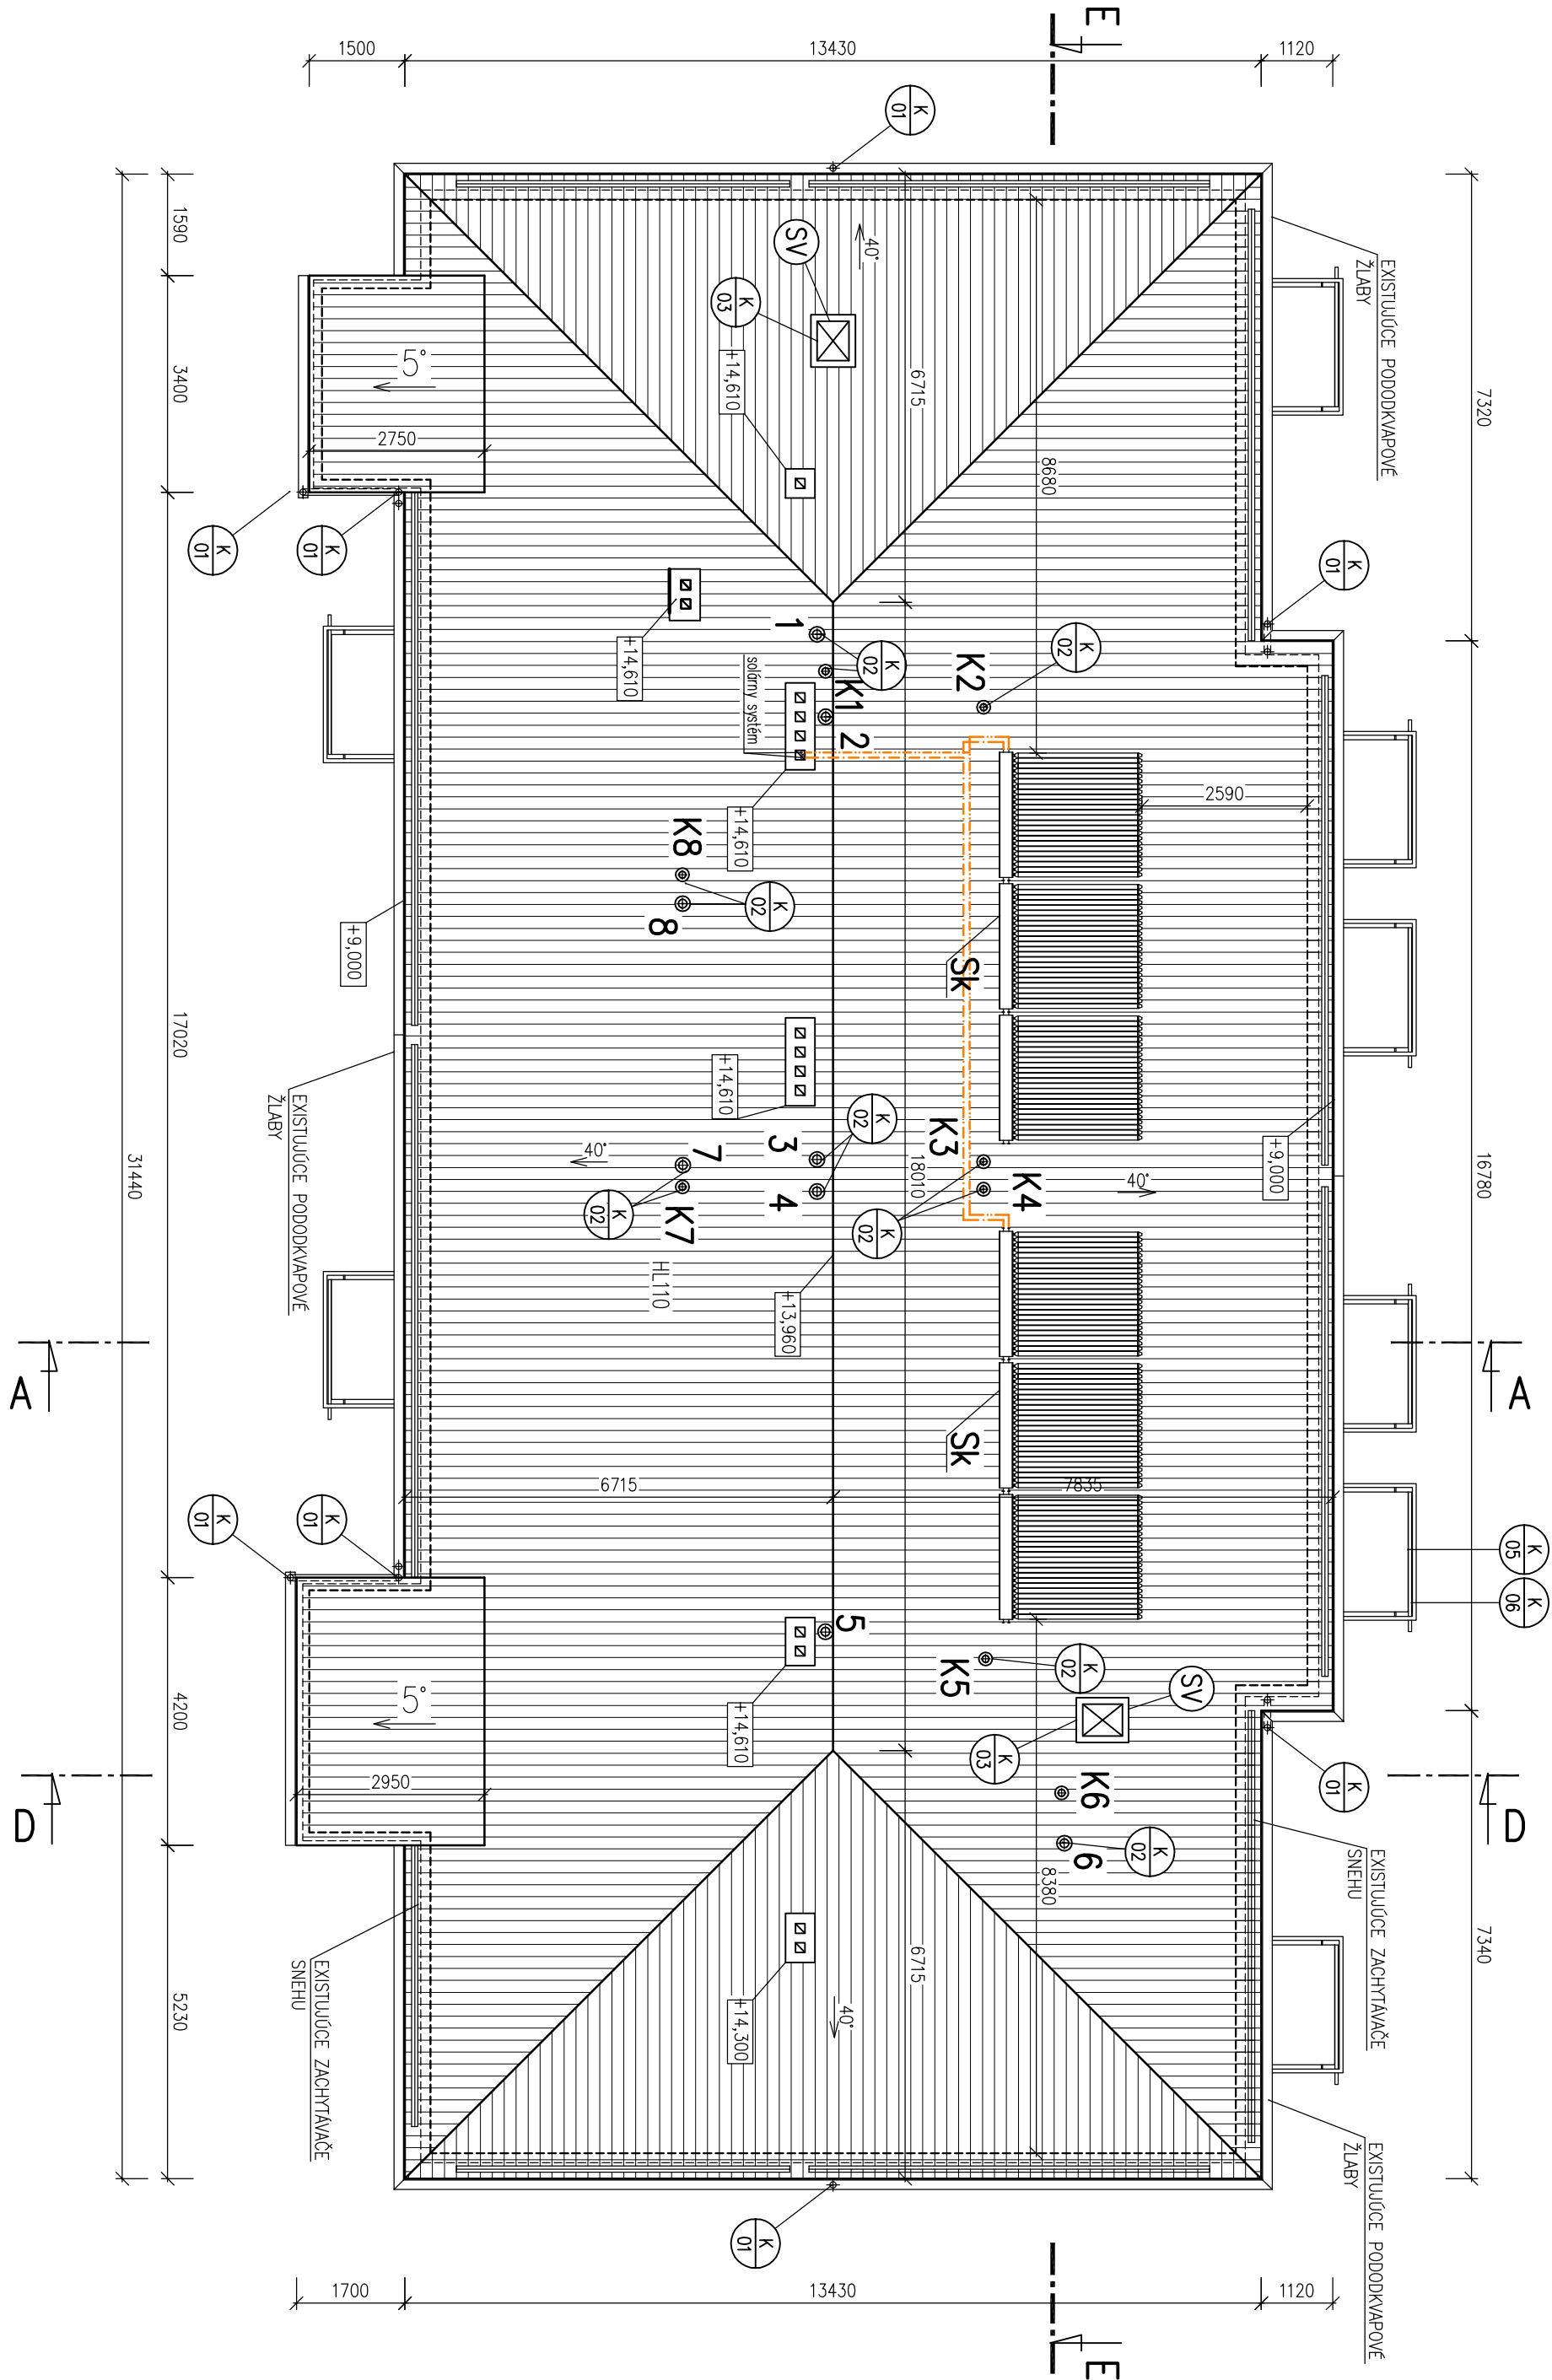 E
1500
13430
1120
K
01
1590
3400
17020
4200
5230
31440
7320
16780
7340
EXISTUJÚCE PODODKVAPOVÉ
ŽĽABY
SV
K
03
40°
6715
+14,610
8680
5°
2750
K
01
K
01
K
01
+14,610
1
K
02
K1
K2
K
02
2
solárny systém
+14,610
2590
K8
K
02
8
Sk
+9,000
EXISTUJÚCE PODODKVAPOVÉ
ŽĽABY
+14,610
40°
7
3
K
02
K3
18010
K4
40°
+9,000
K
02
K7
4
K
02
HL110
+13,960
A
A
Sk
6715
7835
K
01
K
01
K
05
K
06
5
K5
K
02
SV
K
03
+14,610
5°
2950
D
D
K6
K
02
6
K
01
8380
EXISTUJÚCE ZACHYTÁVAČE
SNEHU
EXISTUJÚCE ZACHYTÁVAČE
SNEHU
6715
40°
+14,300
EXISTUJÚCE PODODKVAPOVÉ
ŽĽABY
K
01
1700
13430
1120
E